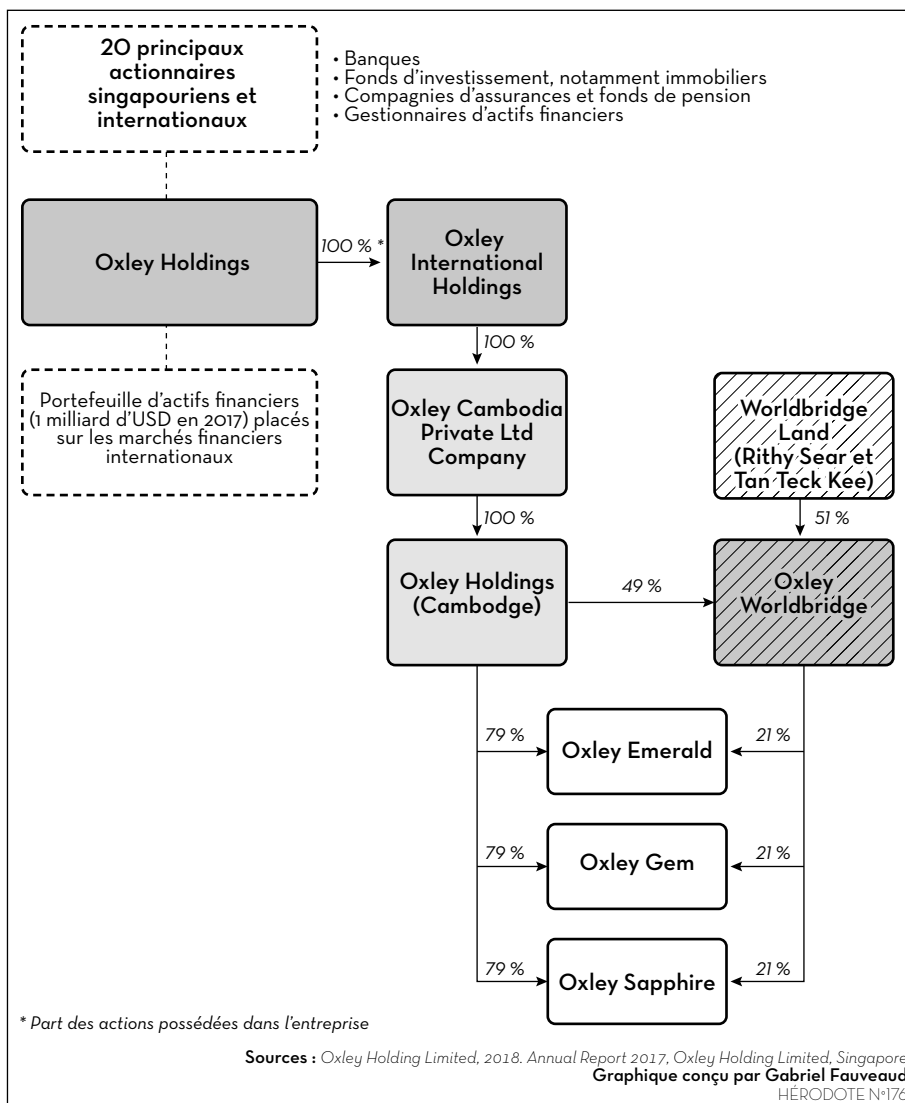 20 principaux
actionnaires
singapouriens et
internationaux
• Banques
• Fonds d'investissement, notamment immobiliers
• Compagnies d'assurances et fonds de pension
• Gestionnaires d'actifs financiers
Oxley Holdings
100 % *
Oxley
International
Holdings
100 %
Portefeuille d'actifs financiers
(1 milliard d'USD en 2017) placés
sur les marchés financiers
internationaux
Oxley Cambodia
Private Ltd
Company
Worldbridge
Land
(Rithy Sear et
Tan Teck Kee)
100 %
51 %
Oxley Holdings
(Cambodge)
49 %
Oxley
Worldbridge
79 %
Oxley Emerald
21 %
79 %
Oxley Gem
21 %
79 %
Oxley Sapphire
21 %
* Part des actions possédées dans l'entreprise
Sources : Oxley Holding Limited, 2018. Annual Report 2017, Oxley Holding Limited, Singapore
Graphique conçu par Gabriel Fauveaud
HÉRODOTE N°176